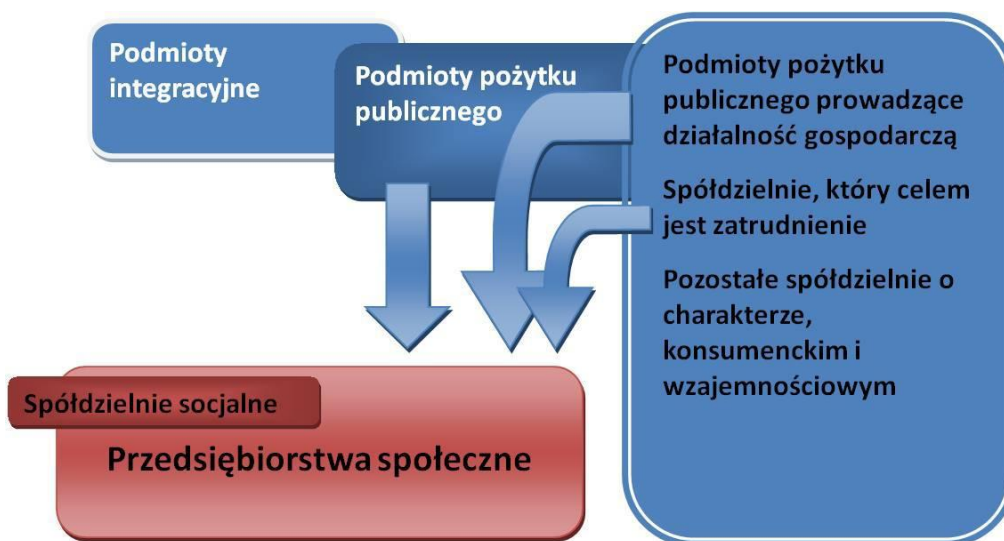 Podmioty
integracyjne
Podmioty pożytku
publicznego
Podmioty pożytku
publicznego prowadzące
działalność gospodarczą
Spółdzielnie, który celem
jest zatrudnienie
Pozostałe spółdzielnie o
charakterze,
konsumenckim i
wzajemnościowym
Spółdzielnie socjalne
Przedsiębiorstwa społeczne